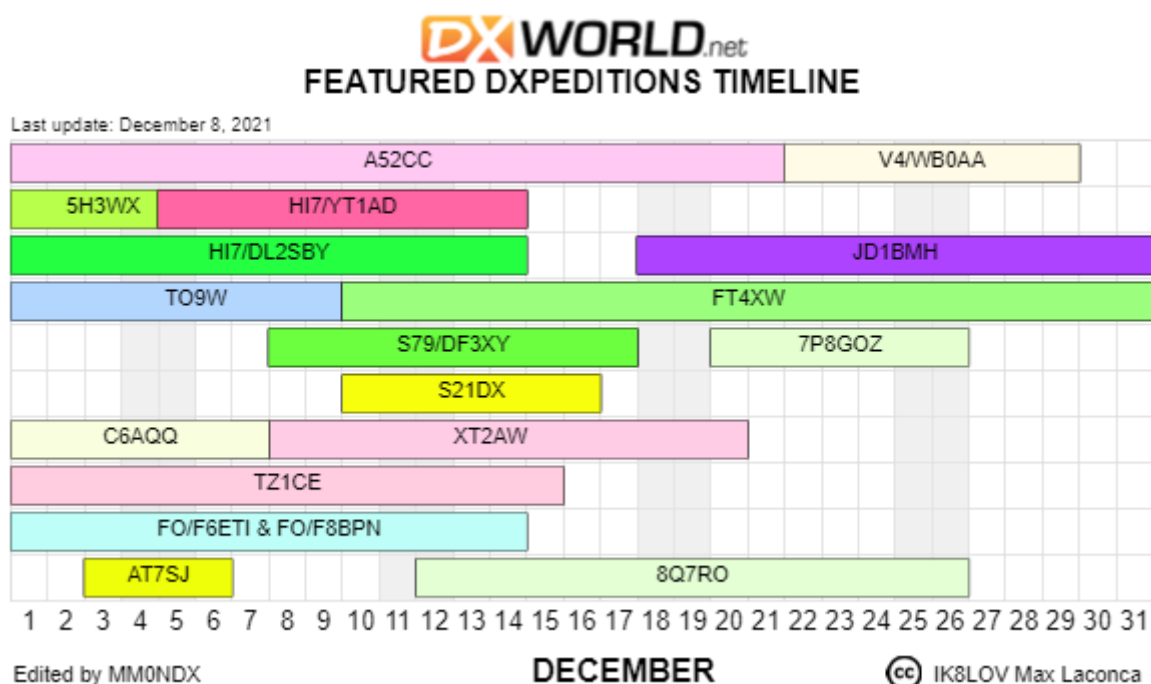 DX WORLD.net
FEATURED DXPEDITIONS TIMELINE
Last update: December 8, 2021
A52CC V4/WB0AA
5H3WX HI7/YT1AD
HI7/DL2SBY JD1BMH
TO9W FT4XW
S79/DF3XY 7P8GOZ
S21DX
C6AQQ XT2AW
TZ1CE
FO/F6ETI & FO/F8BPN
AT7SJ 8Q7RO
1 2 3 4 5 6 7 8 9 10 11 12 13 14 15 16 17 18 19 20 21 22 23 24 25 26 27 28 29 30 31
Edited by MM0NDX DECEMBER cc IK8LOV Max Laconca